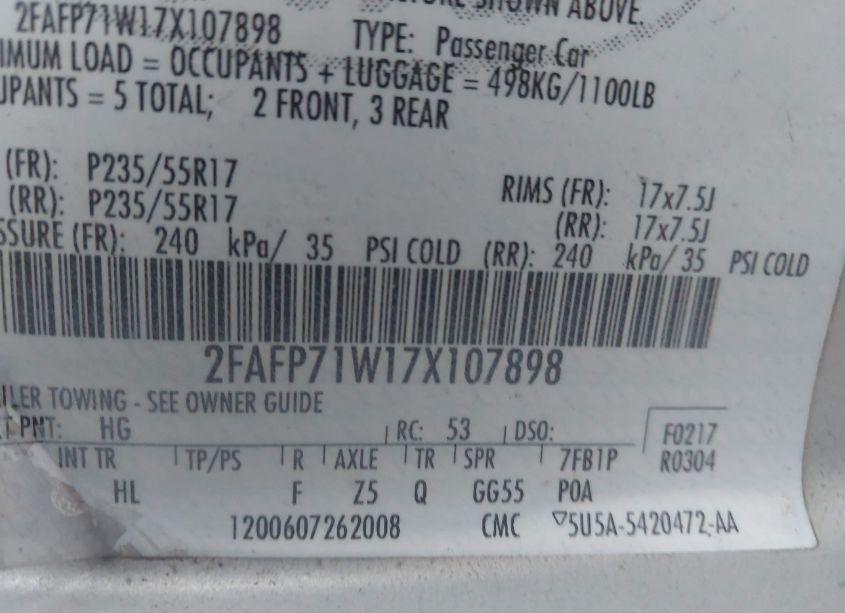 SHOWN ABOVE.
2FAFP71W17X107898 TYPE: Passenger Car
IMUM LOAD = OCCUPANTS + LUGGAGE = 498KG/1100LB
UPANTS = 5 TOTAL; 2 FRONT, 3 REAR
(FR): P235/55R17 RIMS (FR): 17x7.5J
(RR): P235/55R17 (RR): 17x7.5J
SSURE (FR): 240 kPa/ 35 PSI COLD (RR): 240 kPa/ 35 PSI COLD
2FAFP71W17X107898
ILER TOWING - SEE OWNER GUIDE
T PNT: HG RC: 53 DSO: F0217
INT TR TP/PS R AXLE TR SPR 7FB1P R0304
HL F Z5 Q GG55 POA
1200607262008 CMC ▽5U5A-5420472-AA